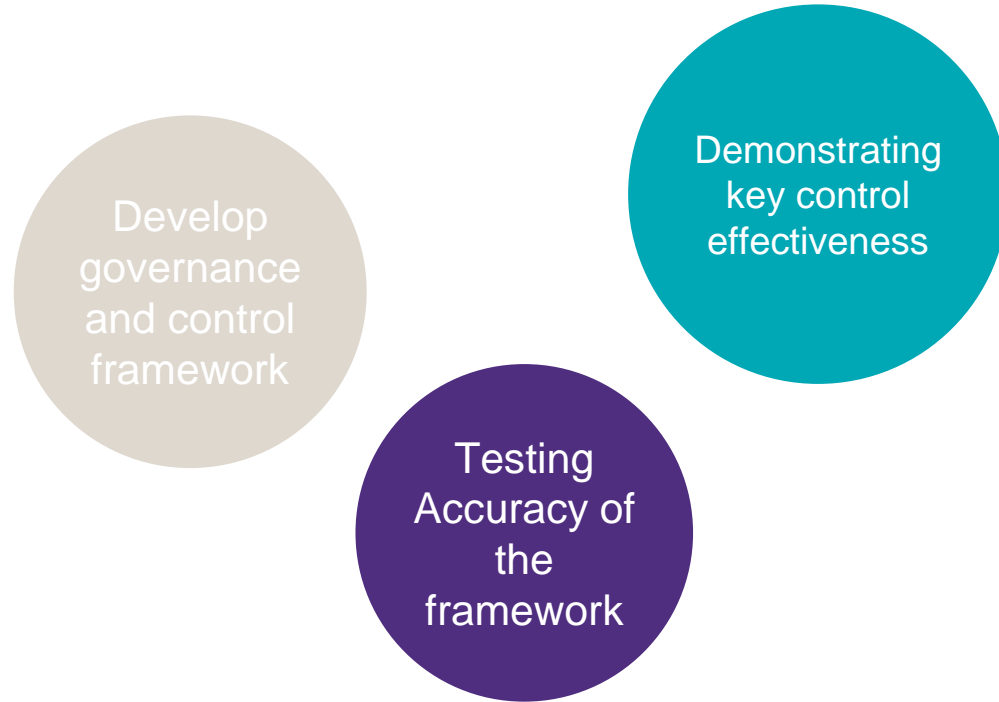 Develop
governance
and control
framework
Testing
Accuracy of
the
framework
Demonstrating
key control
effectiveness